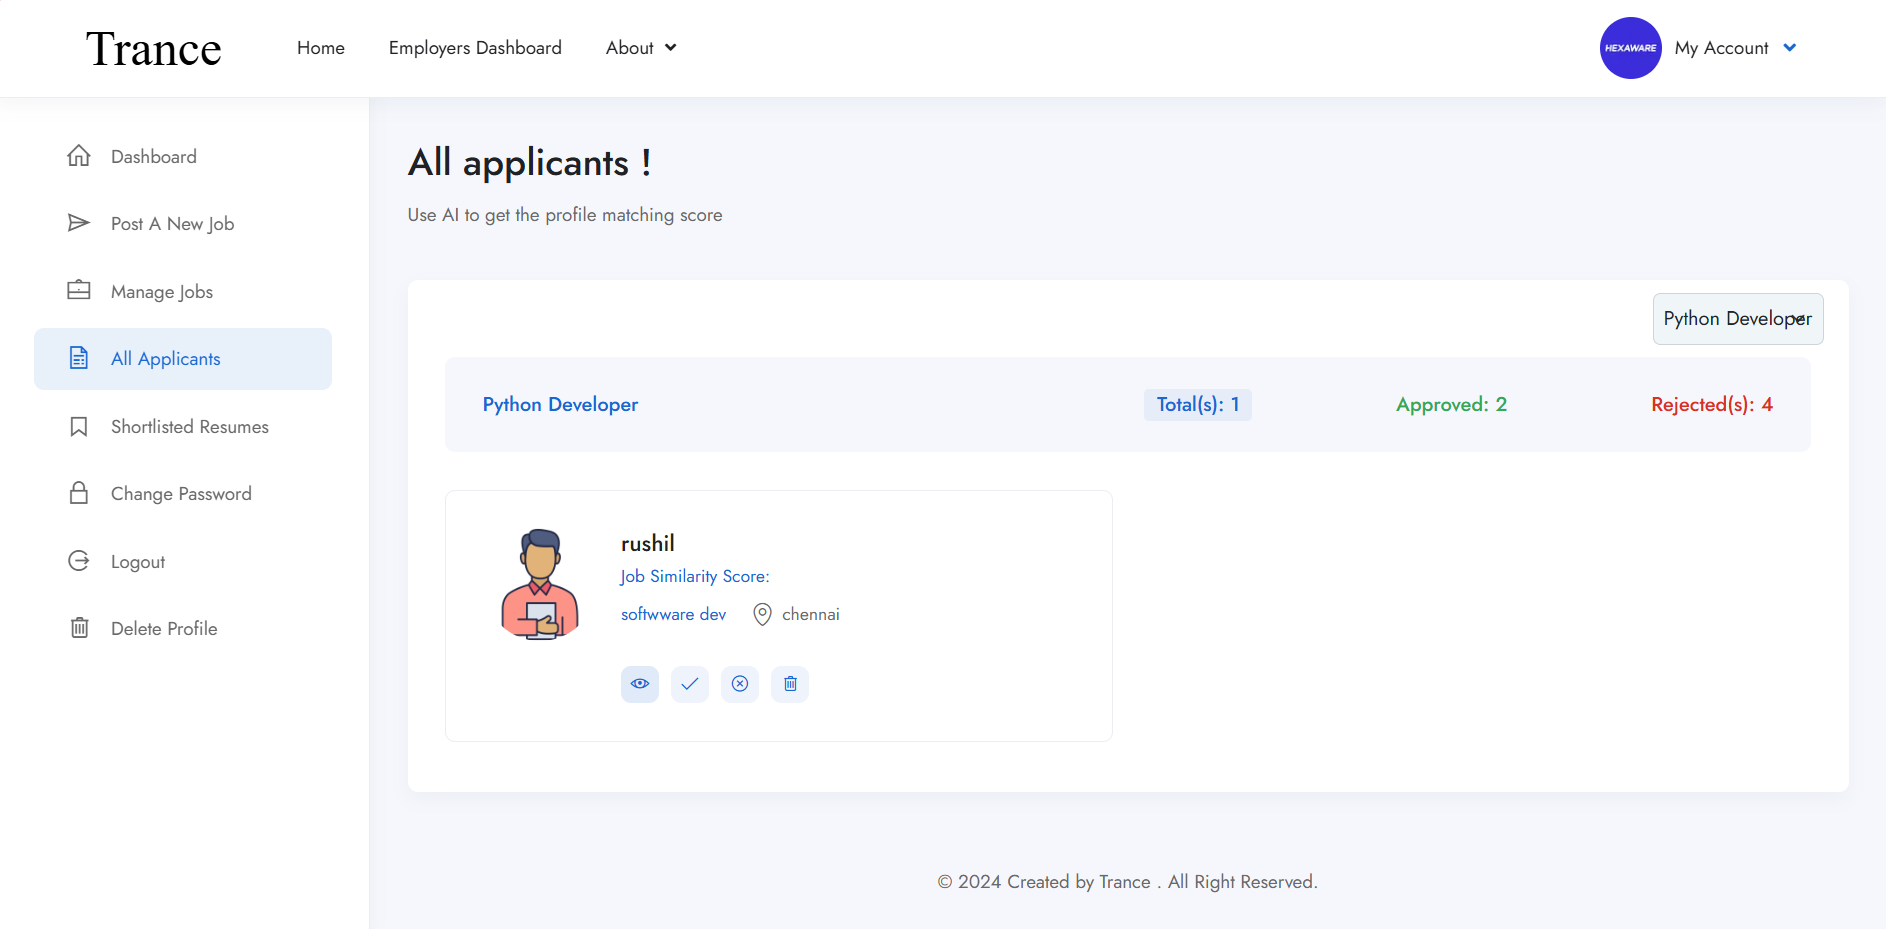 Trance
Home
Employers Dashboard
About
HEXAWARE
My Account
Dashboard
Post A New Job
Manage Jobs
All Applicants
Shortlisted Resumes
Change Password
Logout
Delete Profile
All applicants !
Use AI to get the profile matching score
Python Developer
Python Developer
Total(s): 1
Approved: 2
Rejected(s): 4
rushil
Job Similarity Score:
softwware dev
chennai
© 2024 Created by Trance . All Right Reserved.